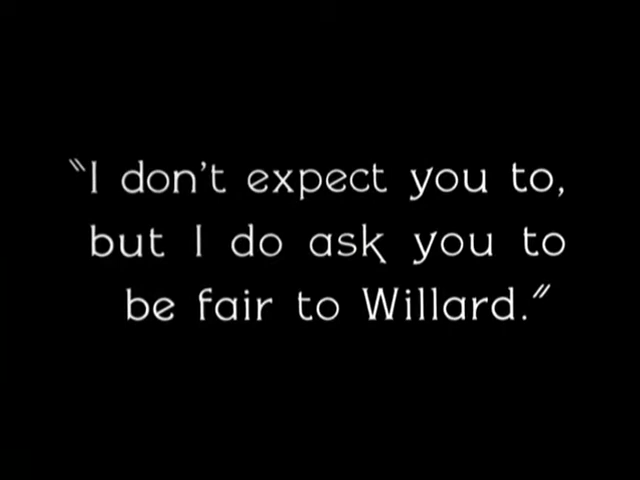 "I don't expect you to,
but I do ask you to
be fair to Willard."